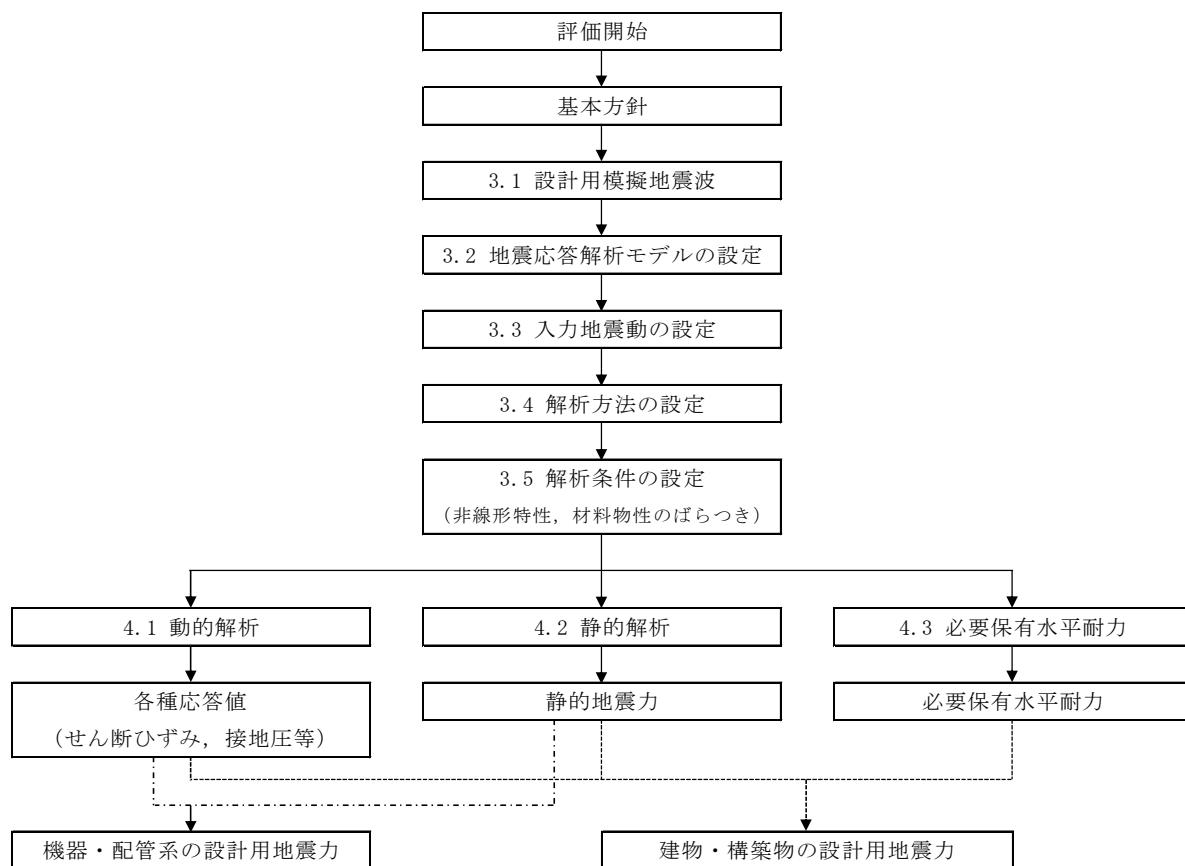 評価開始
基本方針
3.1 設計用模擬地震波
3.2 地震応答解析モデルの設定
3.3 入力地震動の設定
3.4 解析方法の設定
3.5 解析条件の設定
(非線形特性，材料物性のばらつき)
4.1 動的解析
4.2 静的解析
4.3 必要保有水平耐力
各種応答値
(せん断ひずみ，接地圧等)
静的地震力
必要保有水平耐力
機器・配管系の設計用地震力
建物・構築物の設計用地震力